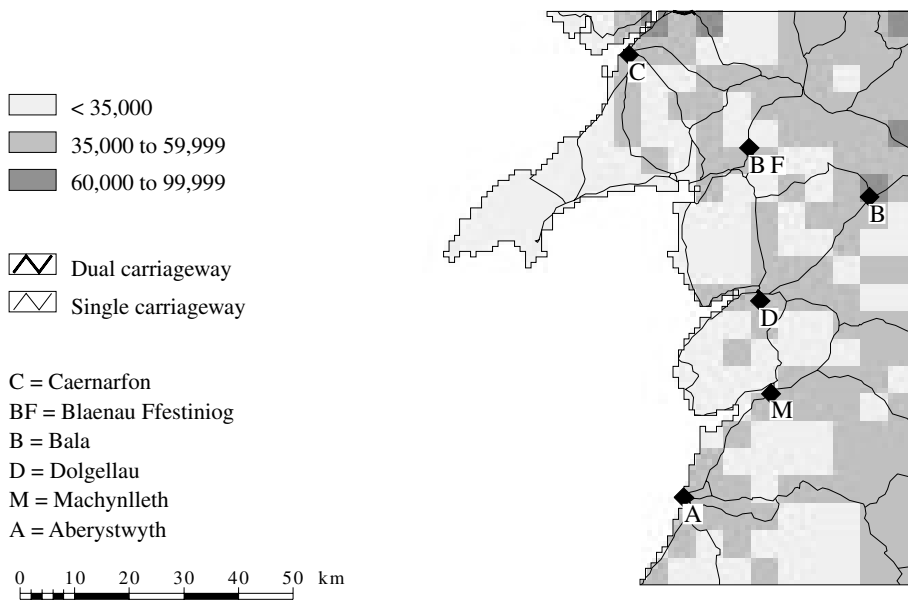 < 35,000
35,000 to 59,999
60,000 to 99,999
Dual carriageway
Single carriageway
C = Caernarfon
BF = Blaenau Ffestiniog
B = Bala
D = Dolgellau
M = Machynlleth
A = Aberystwyth
0 10 20 30 40 50 km
C
B F
B
D
M
A